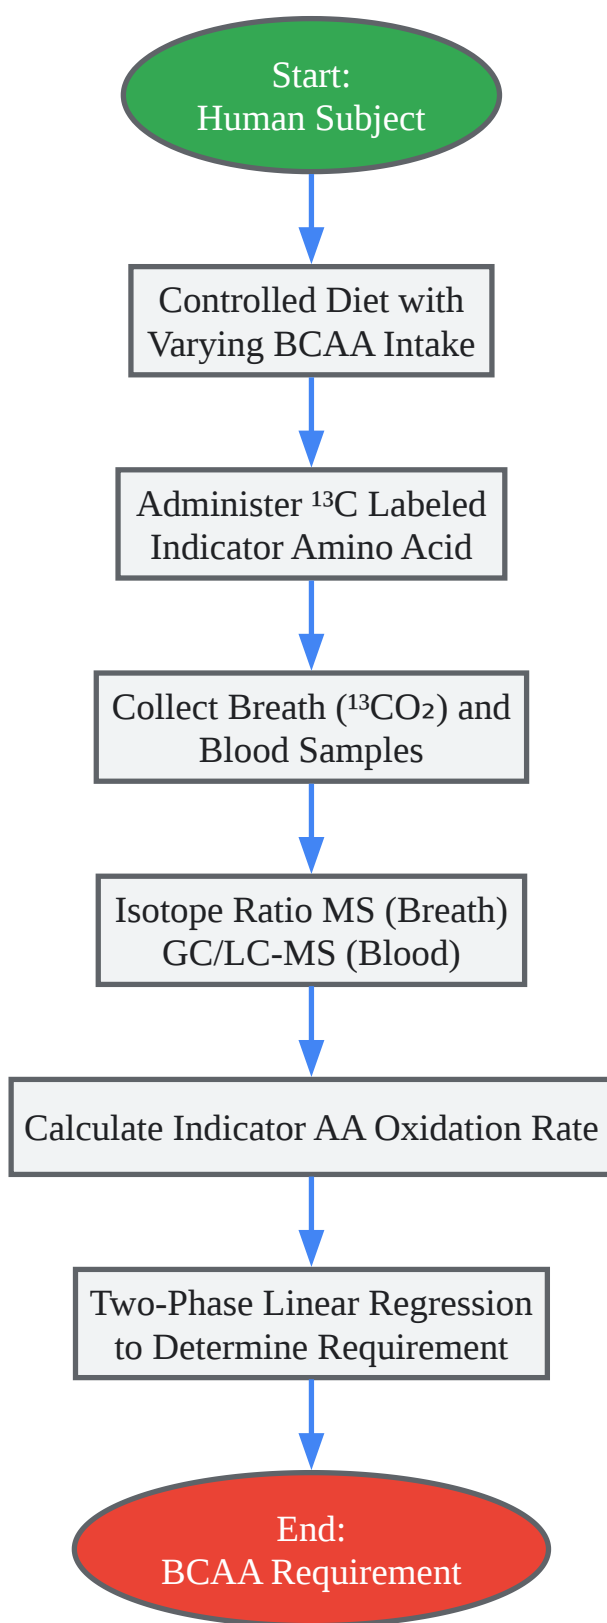 Start:
Human Subject
Controlled Diet with
Varying BCAA Intake
Administer ¹³C Labeled
Indicator Amino Acid
Collect Breath (¹³CO₂) and
Blood Samples
Isotope Ratio MS (Breath)
GC/LC-MS (Blood)
Calculate Indicator AA Oxidation Rate
Two-Phase Linear Regression
to Determine Requirement
End:
BCAA Requirement